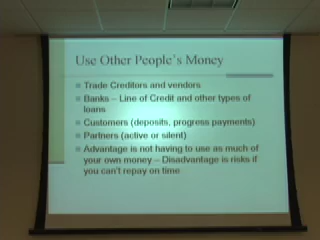 Use Other People's Money
Trade Creditors and vendors
Banks – Line of Credit and other types of
loans
Customers (deposits, progress payments)
Partners (active or silent)
Advantage is not having to use as much of
your own money – Disadvantage is risks if
you can't repay on time